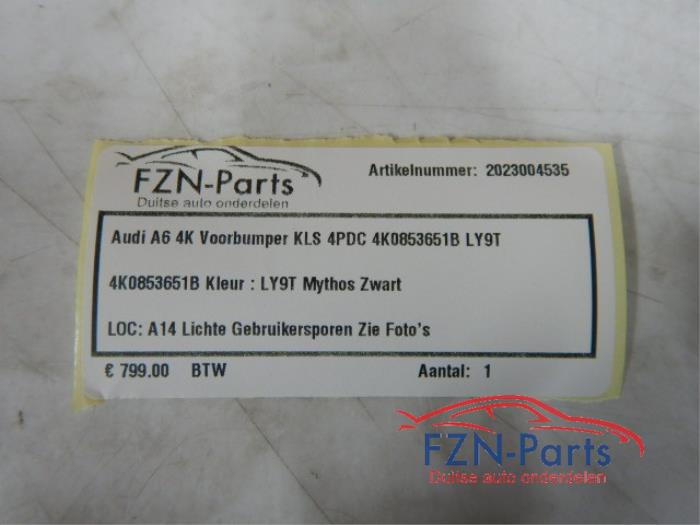 FZN-Parts
Duitse auto onderdelen
Artikelnummer: 2023004535
Audi A6 4K Voorbumper KLS 4PDC 4K0853651B LY9T
4K0853651B Kleur : LY9T Mythos Zwart
LOC: A14 Lichte Gebruikersporen Zie Foto's
€ 799.00 BTW
Aantal: 1
FZN-Parts
Duitse auto onderdelen